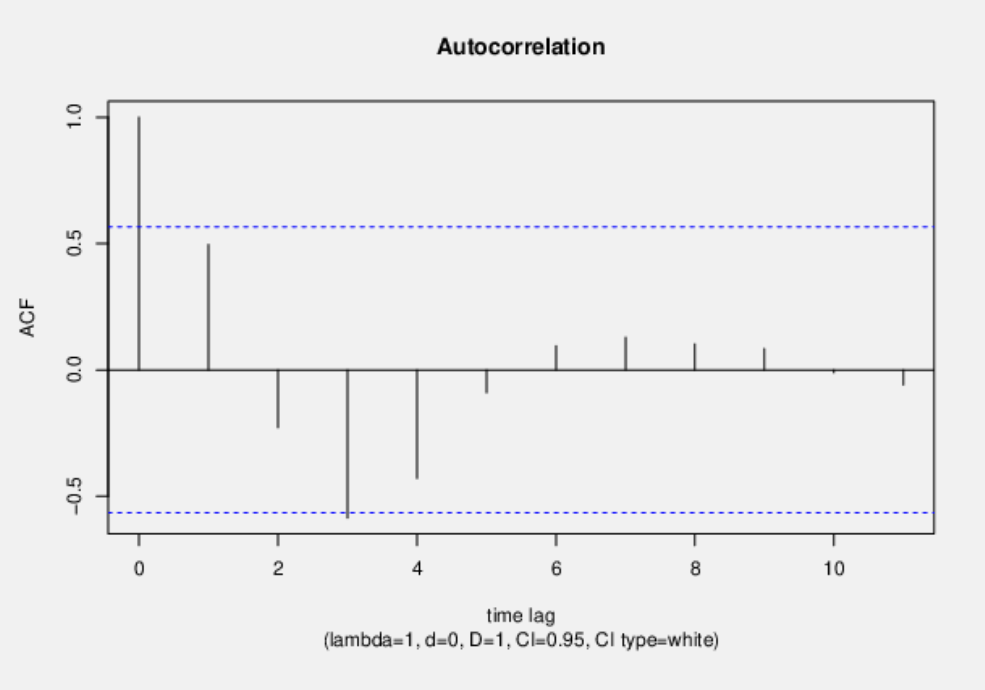 Autocorrelation
1.0
0.5
0.0
−0.5
ACF
0 2 4 6 8 10
time lag
(lambda=1, d=0, D=1, CI=0.95, CI type=white)